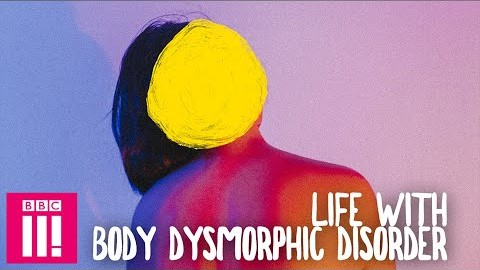 LIFE WITH
BODY DYSMORPHIC DISORDER
BBC
III!